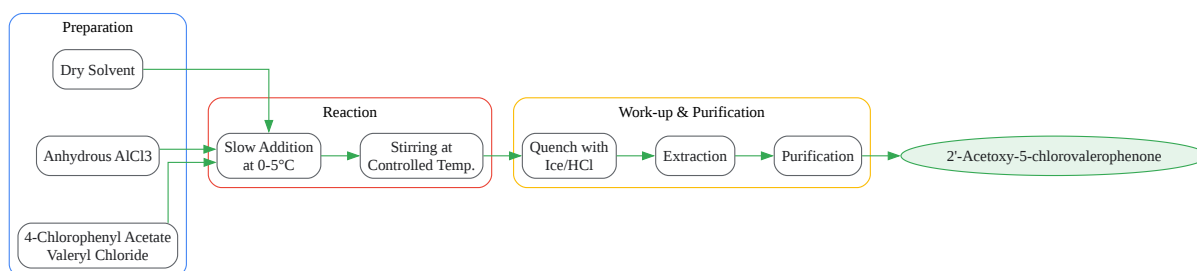 Preparation
Dry Solvent
Anhydrous AlCl3
4-Chlorophenyl Acetate
Valeryl Chloride
Reaction
Slow Addition
at 0-5°C
Stirring at
Controlled Temp.
Work-up & Purification
Quench with
Ice/HCl
Extraction
Purification
2'-Acetoxy-5-chlorovalerophenone